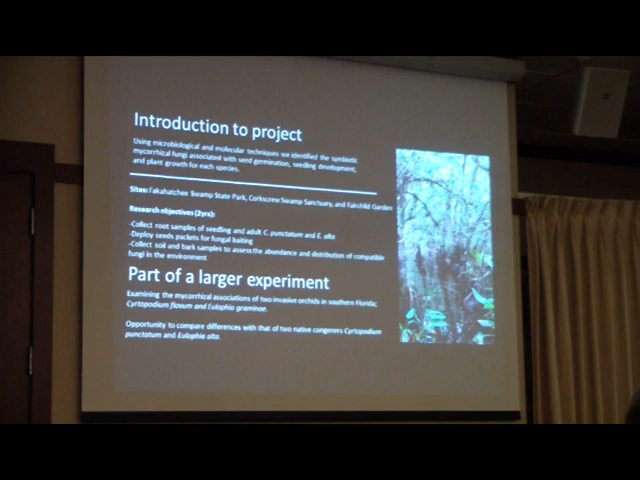 Introduction to project
Using microbiological and molecular techniques we identified the symbiotic
mycorrhizal fungi associated with seed germination, seedling development,
and plant growth for each species.
Sites: Fakahatchee Swamp State Park, Corkscrew Swamp Sanctuary, and Fairchild Garden
Research objectives (2yrs):
-Collect root samples of seedling and adult C. punctatum and E. alta
-Deploy seeds packets for fungal baiting
-Collect soil and bark samples to assess the abundance and distribution of compatible
fungi in the environment
Part of a larger experiment
Examining the mycorrhizal associations of two invasive orchids in southern Florida;
Cyrtopodium flavum and Eulophia graminea.
Opportunity to compare differences with that of two native congeners Cyrtopodium
punctatum and Eulophia alta.